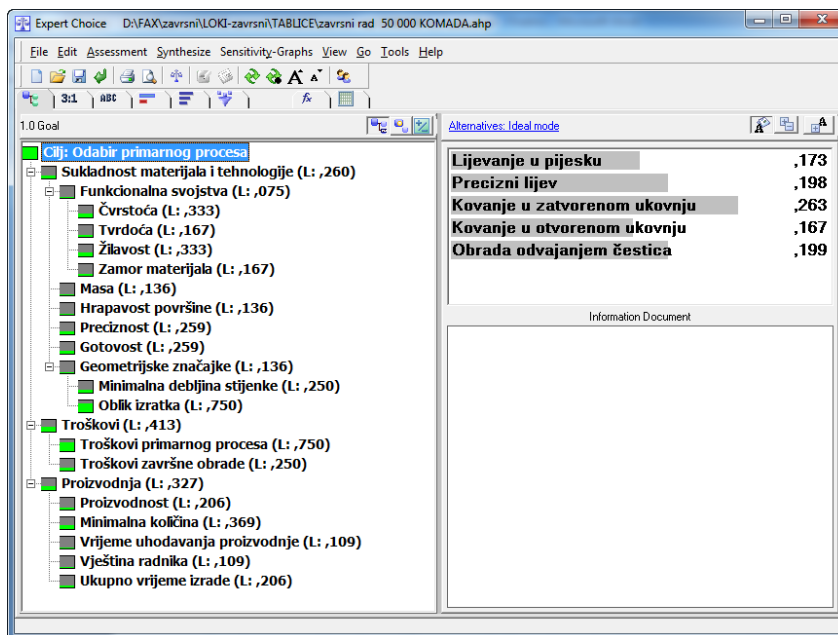 Expert Choice D:\FAX\zavrsni\LOKI-zavrsni\TABLICE\zavrsni rad 50 000 KOMADA.ahp
File Edit Assessment Synthesize Sensitivity-Graphs View Go Tools Help
A A
3:1 ABC fx
1.0 Goal
Cilj: Odabir primarnog procesa
Sukladnost materijala i tehnologije (L: ,260)
Funkcionalna svojstva (L: ,075)
Čvrstoća (L: ,333)
Tvrdoća (L: ,167)
Žilavost (L: ,333)
Zamor materijala (L: ,167)
Masa (L: ,136)
Hrapavost površine (L: ,136)
Preciznost (L: ,259)
Gotovost (L: ,259)
Geometrijske značajke (L: ,136)
Minimalna debljina stijenke (L: ,250)
Oblik izratka (L: ,750)
Troškovi (L: ,413)
Troškovi primarnog procesa (L: ,750)
Troškovi završne obrade (L: ,250)
Proizvodnja (L: ,327)
Proizvodnost (L: ,206)
Minimalna količina (L: ,369)
Vrijeme uhodavanja proizvodnje (L: ,109)
Vještina radnika (L: ,109)
Ukupno vrijeme izrade (L: ,206)
Alternatives: Ideal mode
A A
Lijevanje u pijesku ,173
Precizni lijev ,198
Kovanje u zatvorenom ukovnju ,263
Kovanje u otvorenom ukovnju ,167
Obrada odvajanjem čestica ,199
Information Document